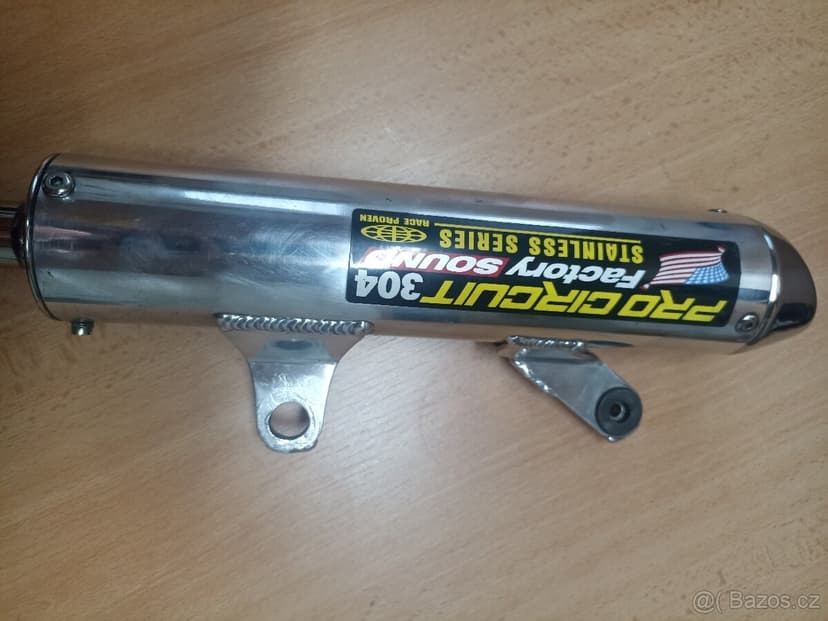 PRO CIRCUIT 304
Factory SOUND
STAINLESS SERIES
RACE PROVEN
@( Bazos.cz